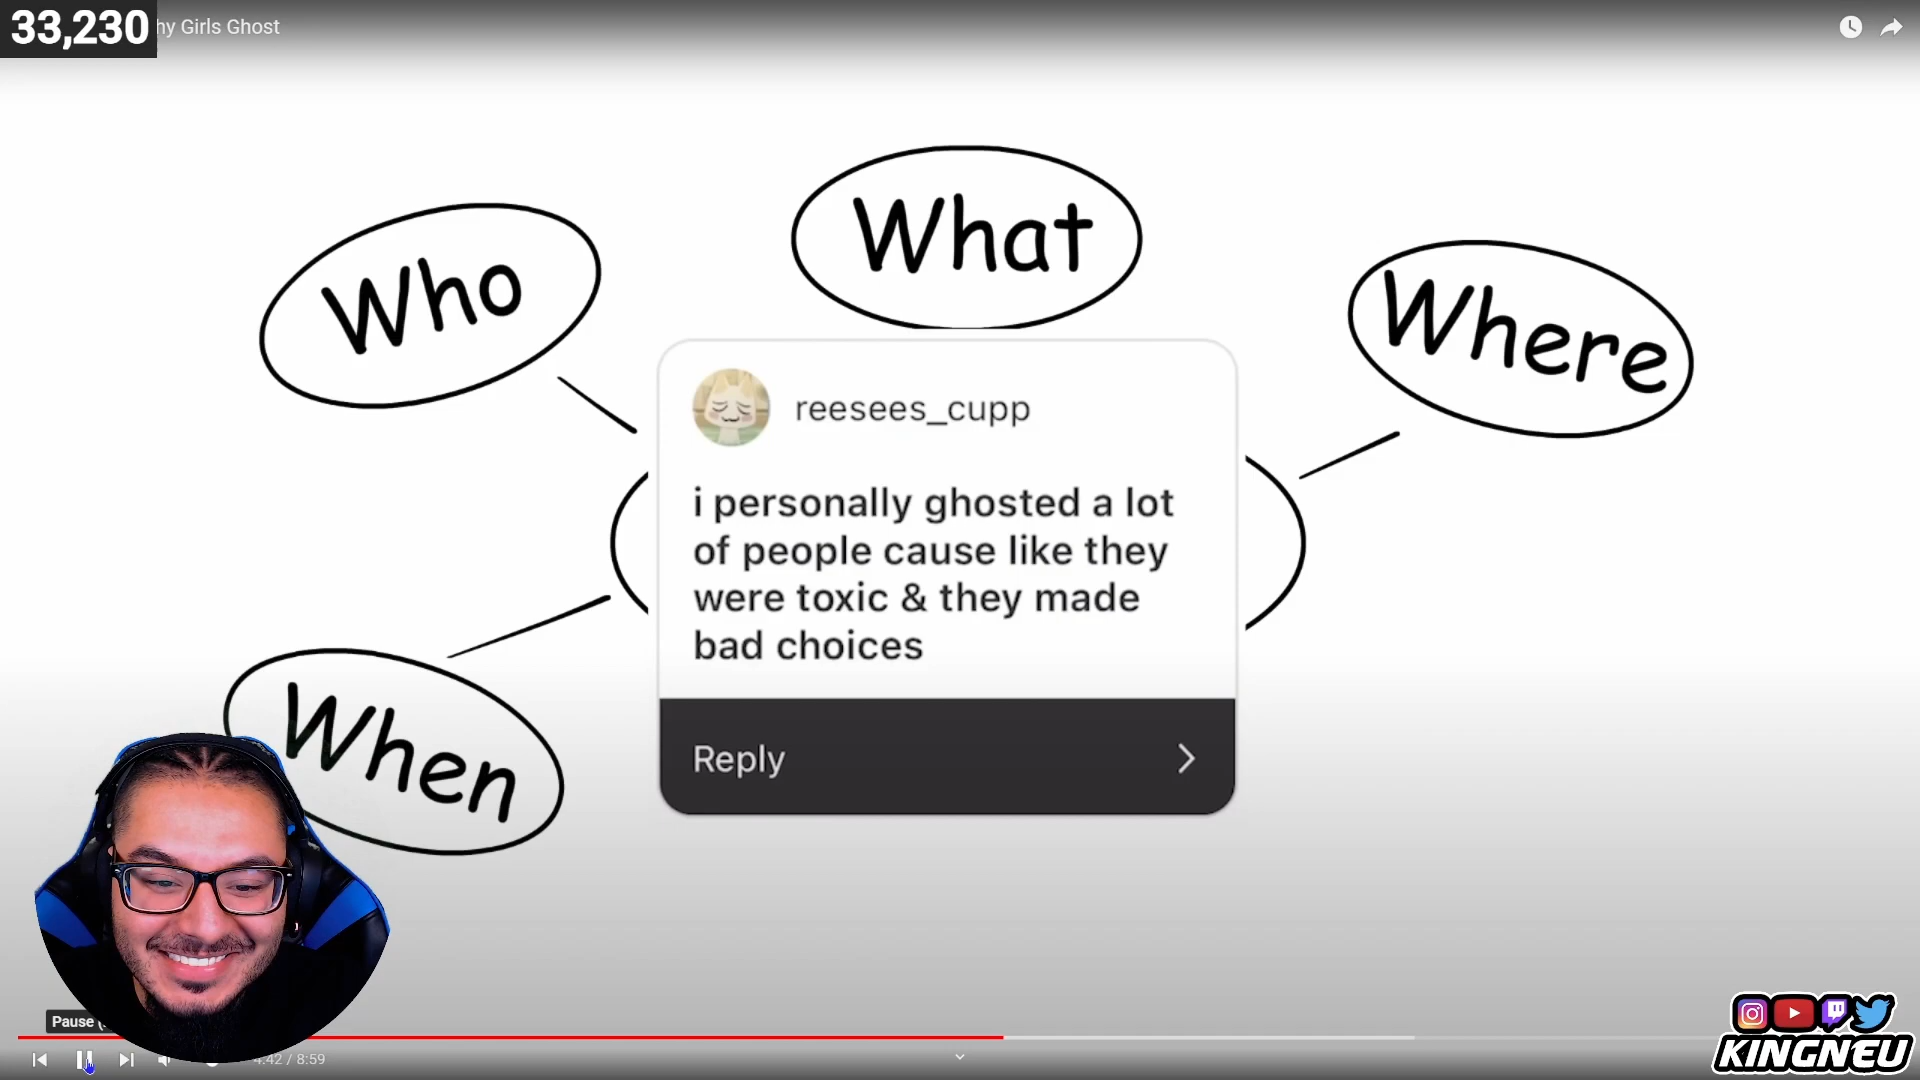 33,230
hy Girls Ghost
What
Who
Where
reesees_cupp
i personally ghosted a lot
of people cause like they
were toxic & they made
bad choices
Reply
When
Pause
4:42 / 8:59
KINGNEU